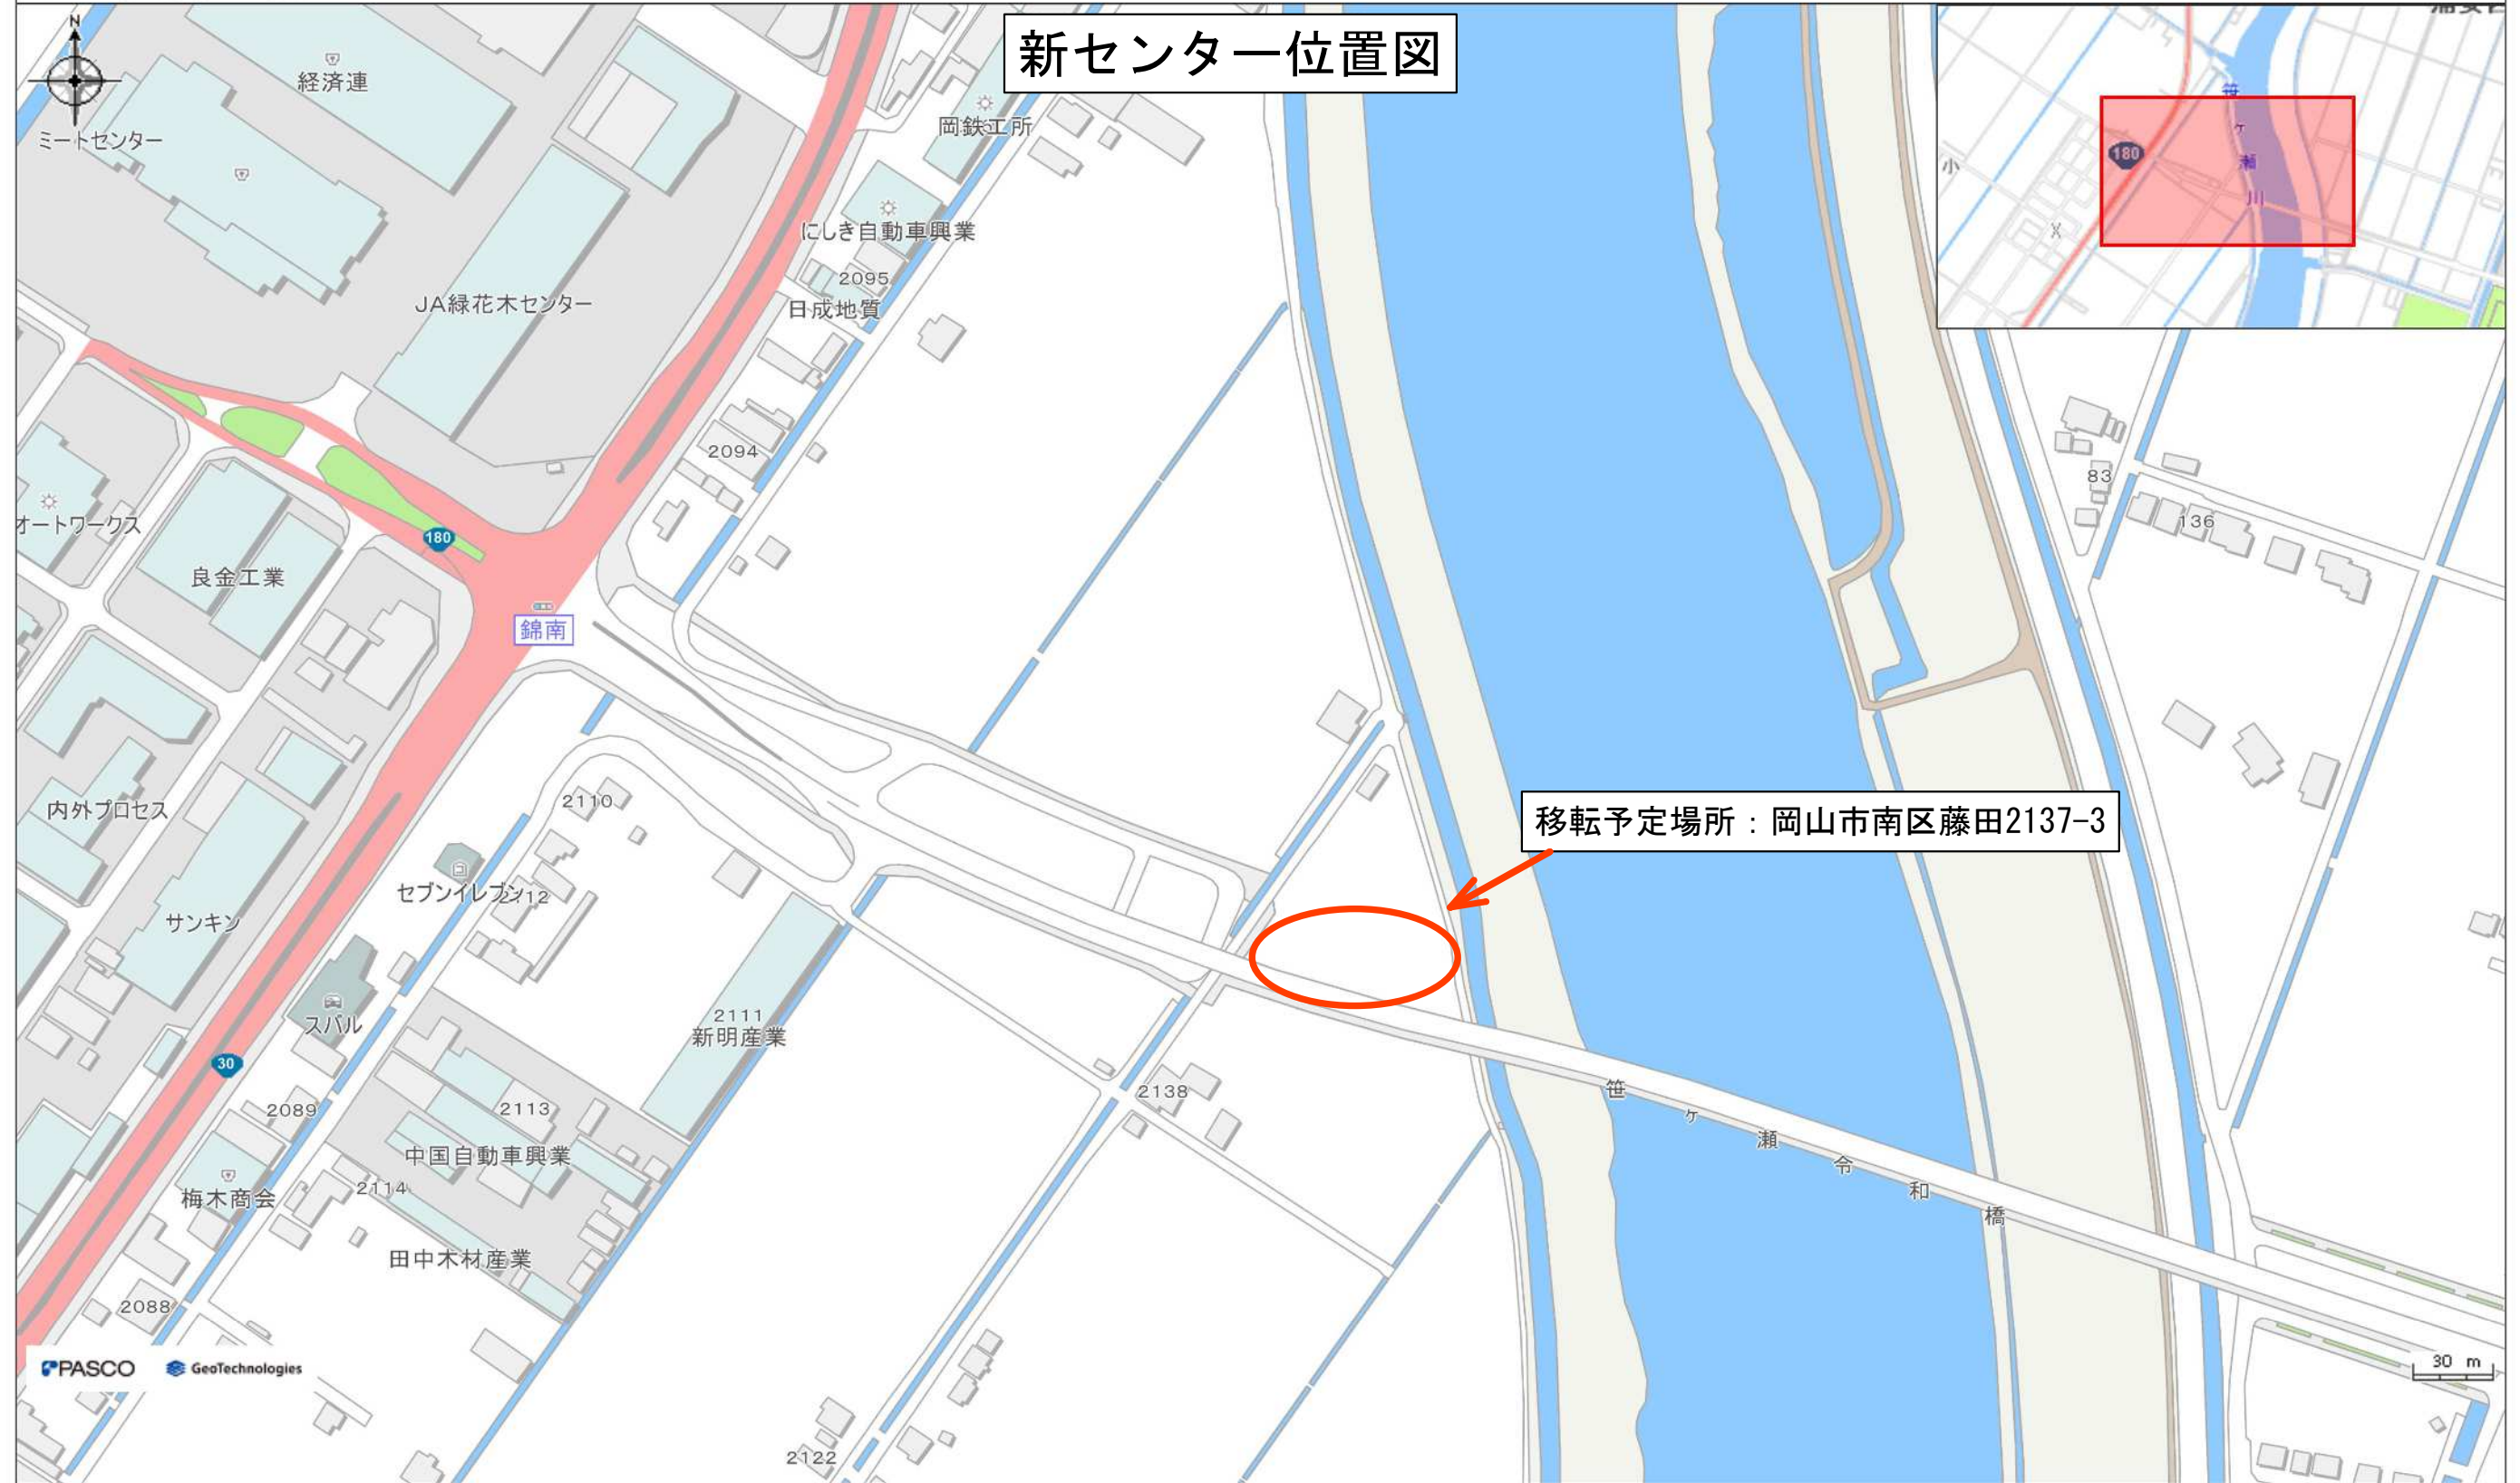 新センター位置図
N
経済連
ミートセンター
岡鉄工所
にしき自動車興業
2095
日成地質
JA緑花木センター
笹
ヶ
瀬
川
180
小
2094
83
136
オートワークス
180
良金工業
錦南
内外プロセス
2110
移転予定場所：岡山市南区藤田2137-3
セブンイレブン
サンキン
スバル
2111
新明産業
30
2089
2113
2138
笹ヶ瀬令和橋
中国自動車興業
梅木商会
2114
田中木材産業
2088
PASCO
GeoTechnologies
30 m
2122